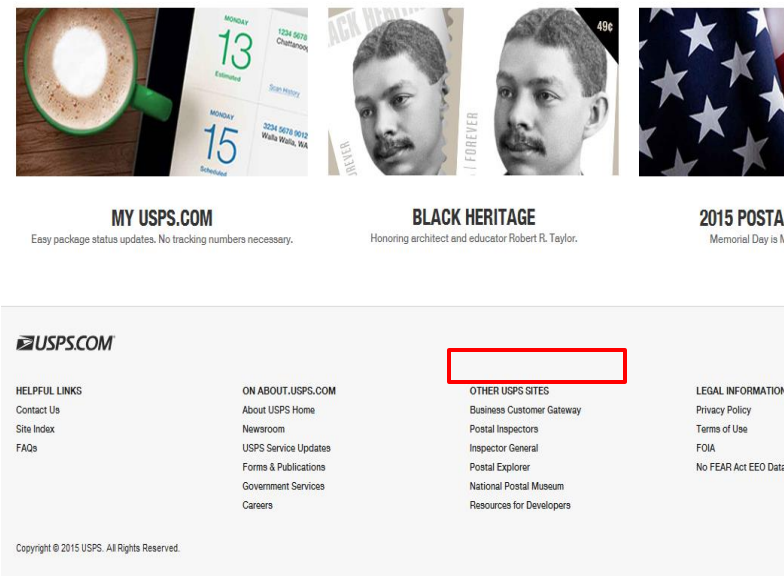 MONDAY
13
Estimated
1234 5678
Scan History
MONDAY
15
Scheduled
3234 5678 9012
Walla Walla, WA
BLACK
49¢
FOREVER
MY USPS.COM
Easy package status updates. No tracking numbers necessary.
BLACK HERITAGE
Honoring architect and educator Robert R. Taylor.
2015 POSTA
Memorial Day is M
USPS.COM
HELPFUL LINKS
Contact Us
Site Index
FAQs
ON ABOUT.USPS.COM
About USPS Home
Newsroom
USPS Service Updates
Forms & Publications
Government Services
Careers
OTHER USPS SITES
Business Customer Gateway
Postal Inspectors
Inspector General
Postal Explorer
National Postal Museum
Resources for Developers
LEGAL INFORMATION
Privacy Policy
Terms of Use
FOIA
No FEAR Act EEO Data
Copyright © 2015 USPS. All Rights Reserved.